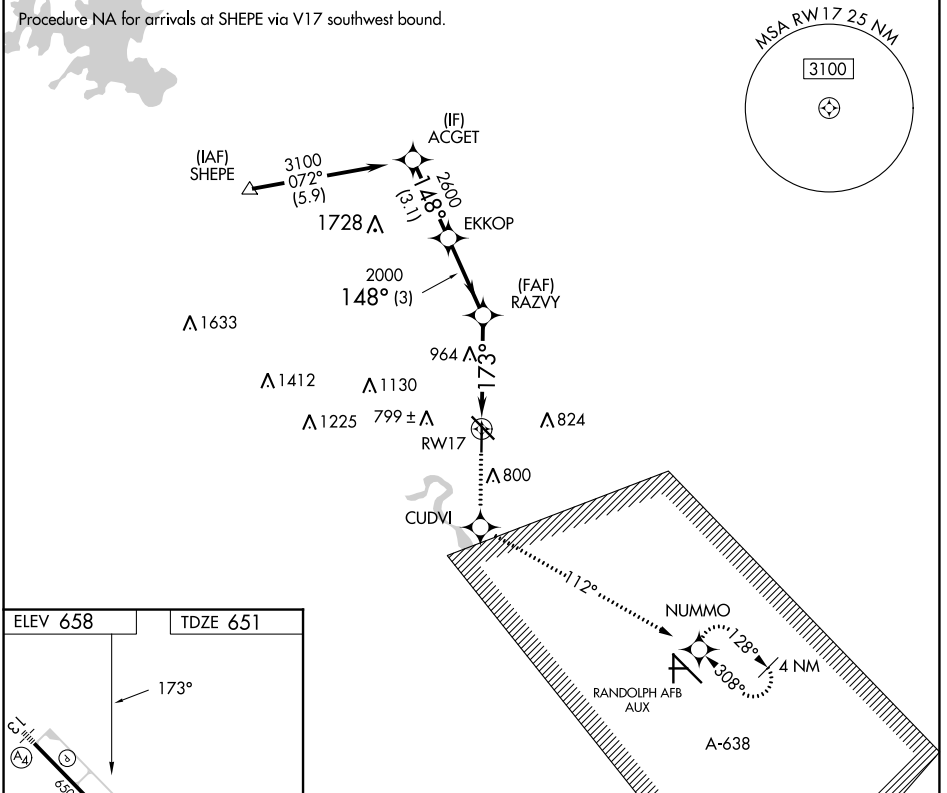 Procedure NA for arrivals at SHEPE via V17 southwest bound.
MSA RW17 25 NM
3100
(IF)
ACGET
(IAF)
SHEPE
3100
072°
(5.9)
2600
148°
(3.1)
1728
EKKOP
2000
148° (3)
(FAF)
RAZVY
1633
964
173°
1412
1130
1225
799 ±
824
RW17
800
CUDVI
112°
NUMMO
128°
308°
4 NM
RANDOLPH AFB
AUX
A-638
ELEV 658
TDZE 651
173°
13
A4
P